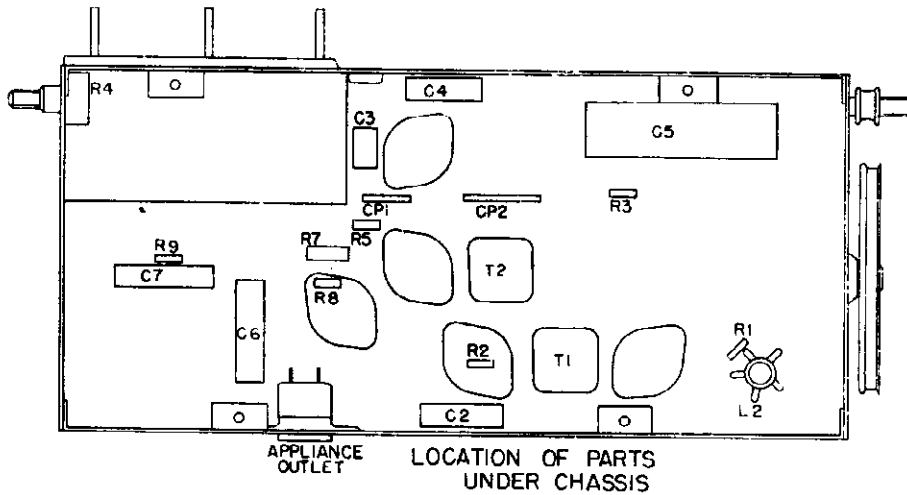 R4
C4
C3
C5
CP1
CP2
R3
R5
R7
R9
C7
T2
R8
C6
R1
R2
T1
L2
C2
APPLIANCE
OUTLET
LOCATION OF PARTS
UNDER CHASSIS